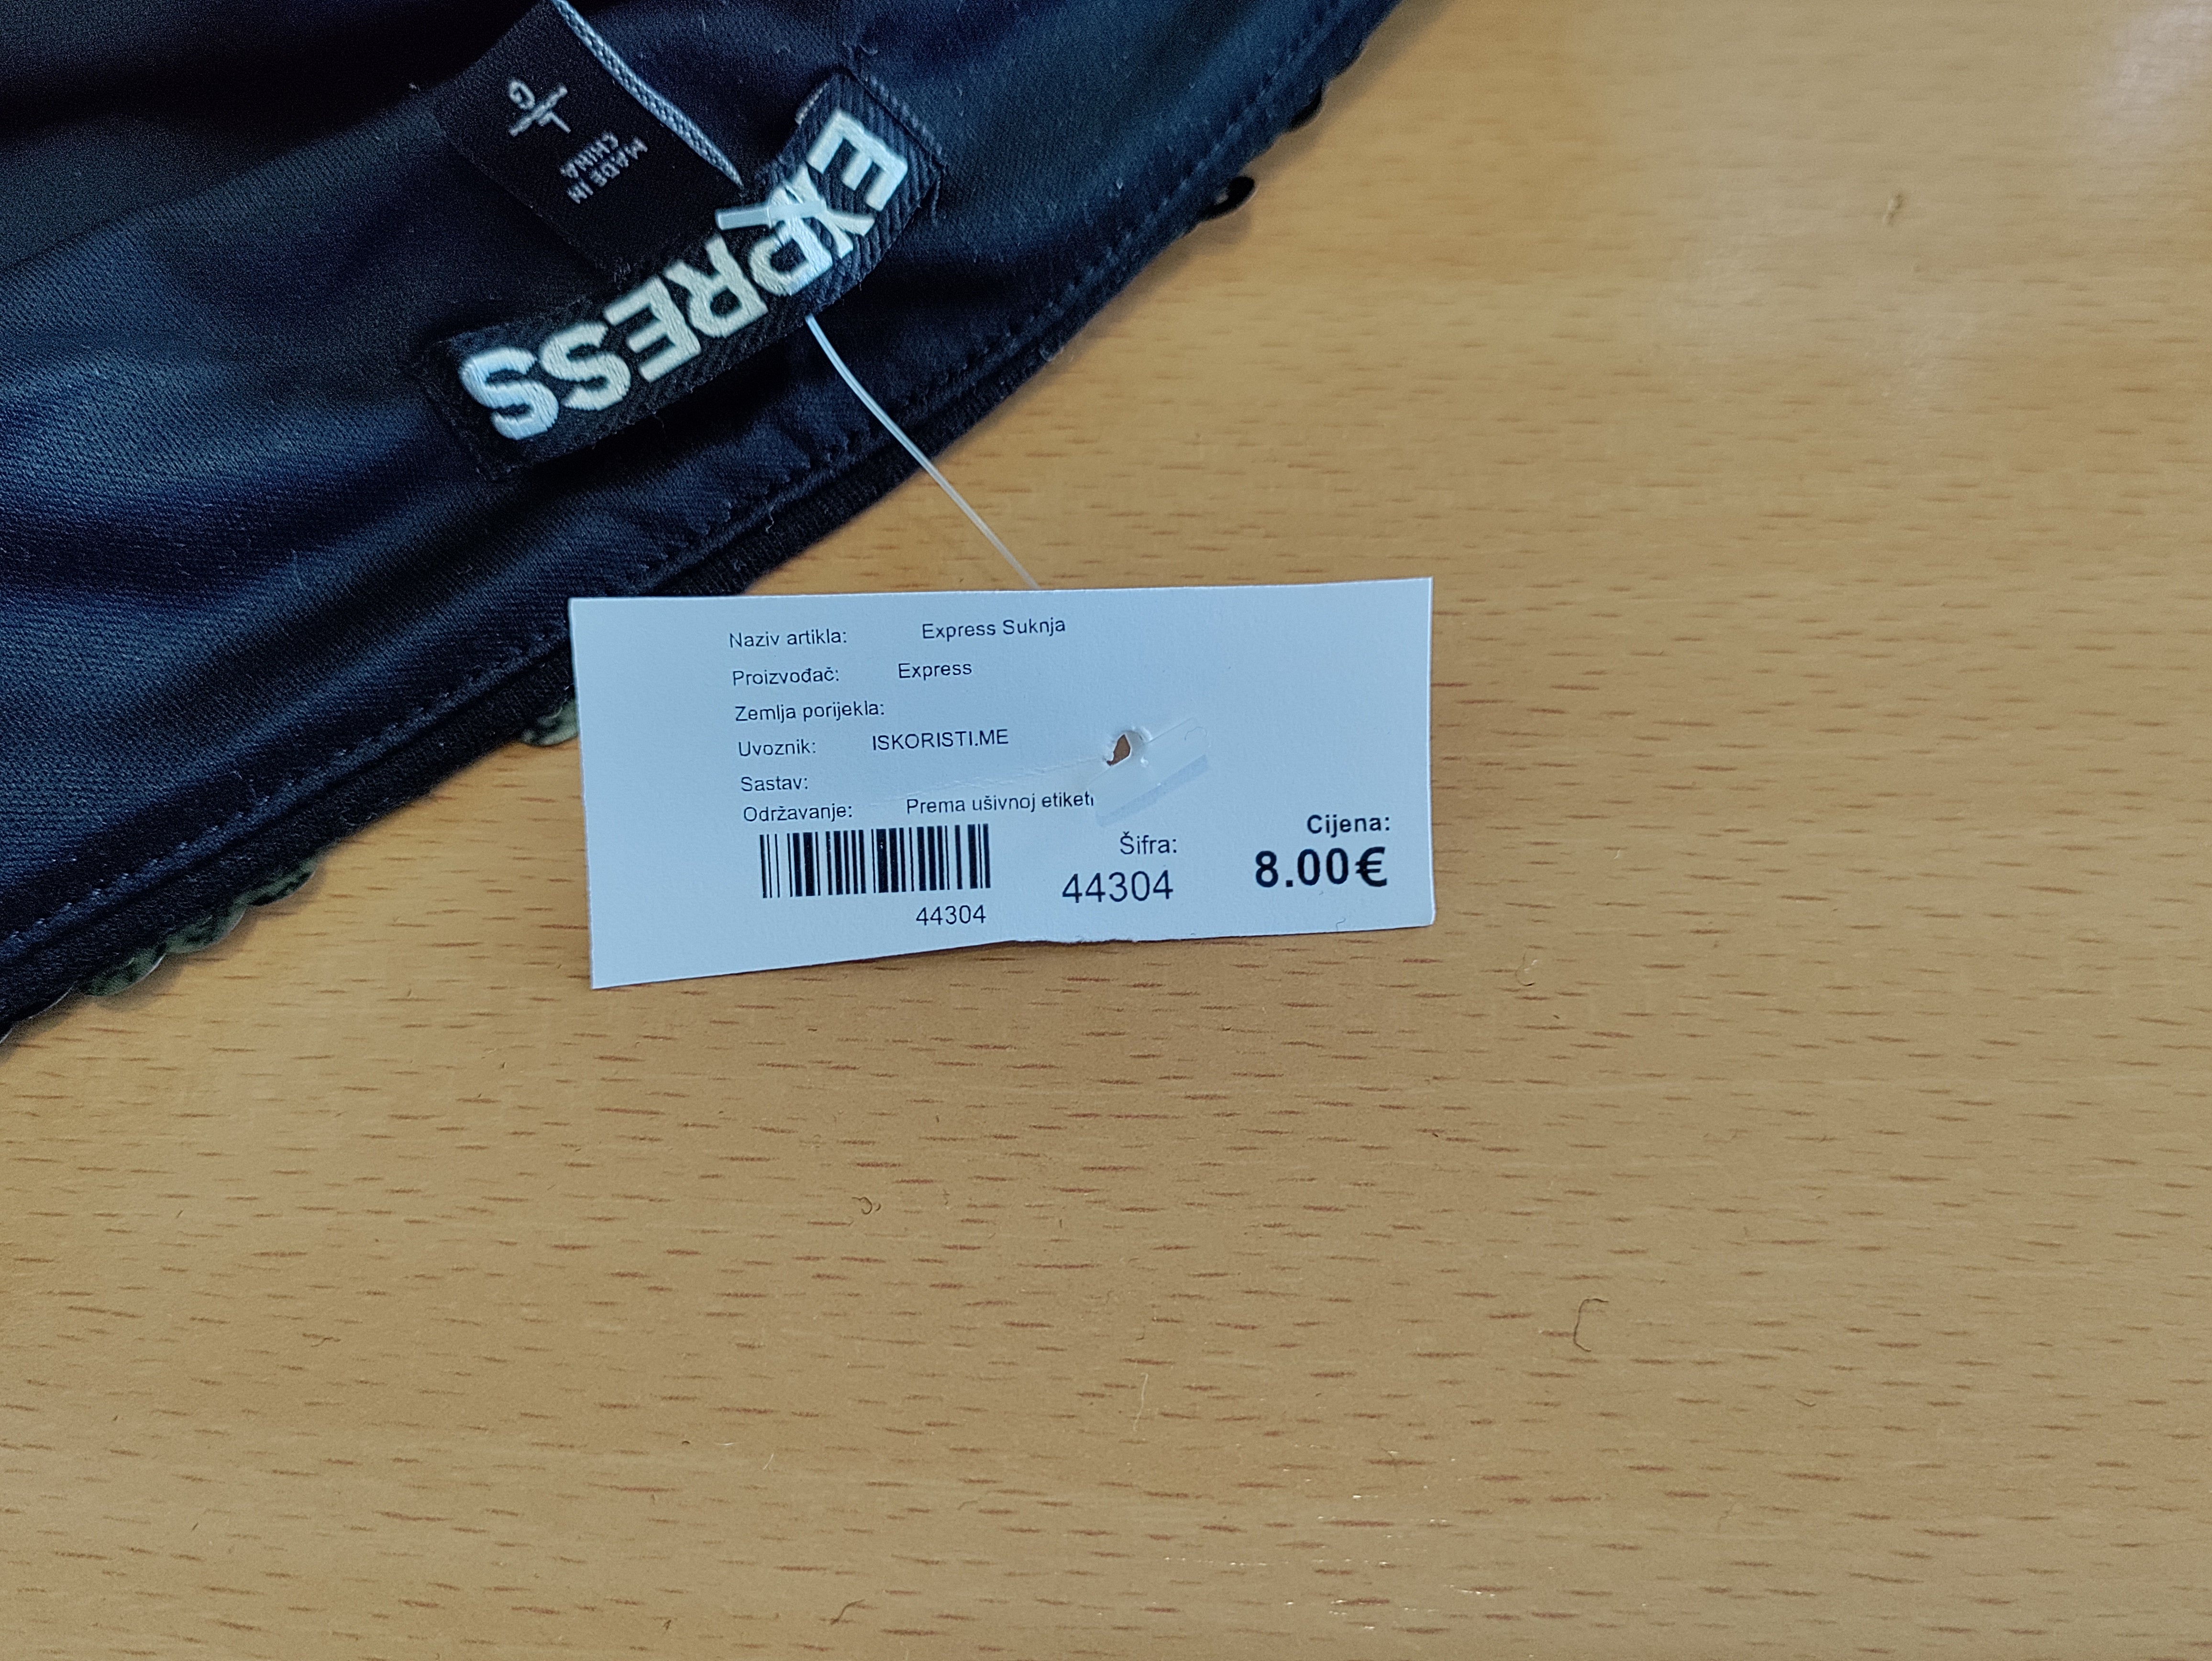 L
G
MADE IN
CHINA
EXPRESS
Naziv artikla: Express Suknja
Proizvođač: Express
Zemlja porijekla:
Uvoznik: ISKORISTI.ME
Sastav:
Održavanje: Prema ušivnoj etiketi
44304
Šifra:
44304
Cijena:
8.00€